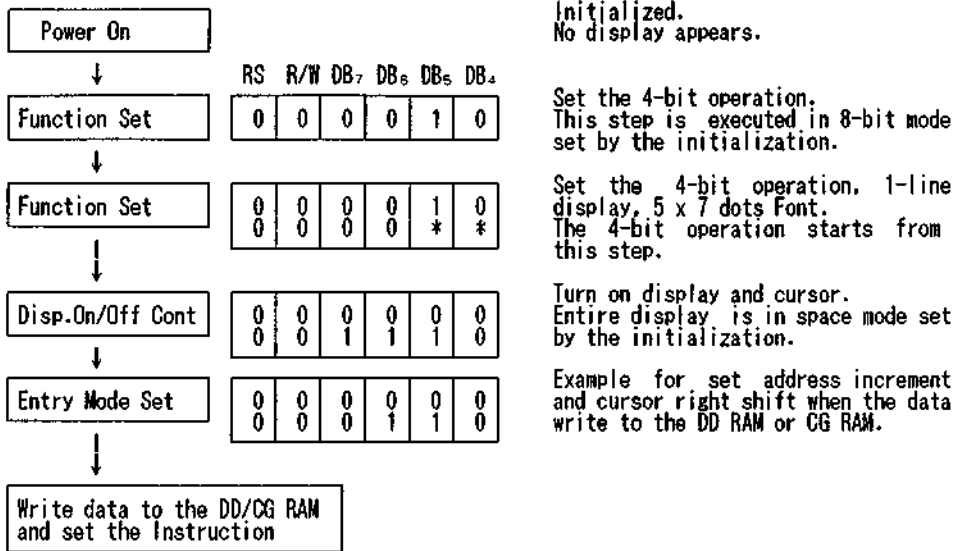 Power On
Initialized.
No display appears.
RS R/W DB₇ DB₆ DB₅ DB₄
Function Set
0 0 0 0 1 0
Set the 4-bit operation.
This step is executed in 8-bit mode
set by the initialization.
Function Set
0 0 0 0 1 0
0 0 0 0 * *
Set the 4-bit operation, 1-line
display, 5 x 7 dots Font.
The 4-bit operation starts from
this step.
Disp.On/Off Cont
0 0 0 0 0 0
0 0 1 1 1 0
Turn on display and cursor.
Entire display is in space mode set
by the initialization.
Entry Mode Set
0 0 0 0 0 0
0 0 0 1 1 0
Example for set address increment
and cursor right shift when the data
write to the DD RAM or CG RAM.
Write data to the DD/CG RAM
and set the Instruction